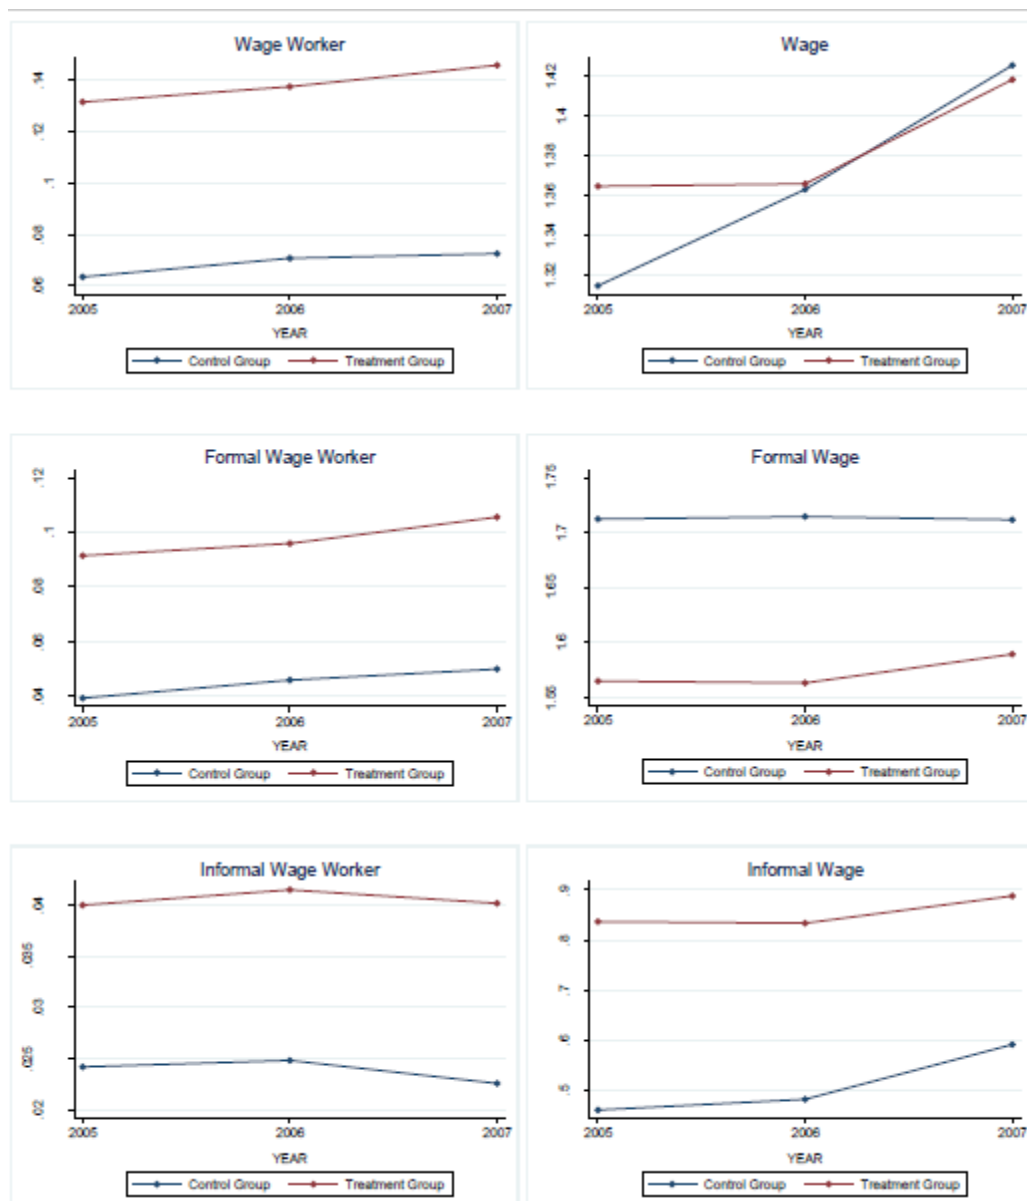 Wage Worker
.14
.12
.1
.08
.06
2005 2006 2007
YEAR
Control Group Treatment Group
Wage
1.42
1.4
1.38
1.36
1.34
1.32
2005 2006 2007
YEAR
Control Group Treatment Group
Formal Wage Worker
.12
.1
.08
.06
.04
2005 2006 2007
YEAR
Control Group Treatment Group
Formal Wage
1.75
1.7
1.65
1.6
1.55
2005 2006 2007
YEAR
Control Group Treatment Group
Informal Wage Worker
.04
.035
.03
.025
.02
2005 2006 2007
YEAR
Control Group Treatment Group
Informal Wage
.9
.8
.7
.6
.5
2005 2006 2007
YEAR
Control Group Treatment Group